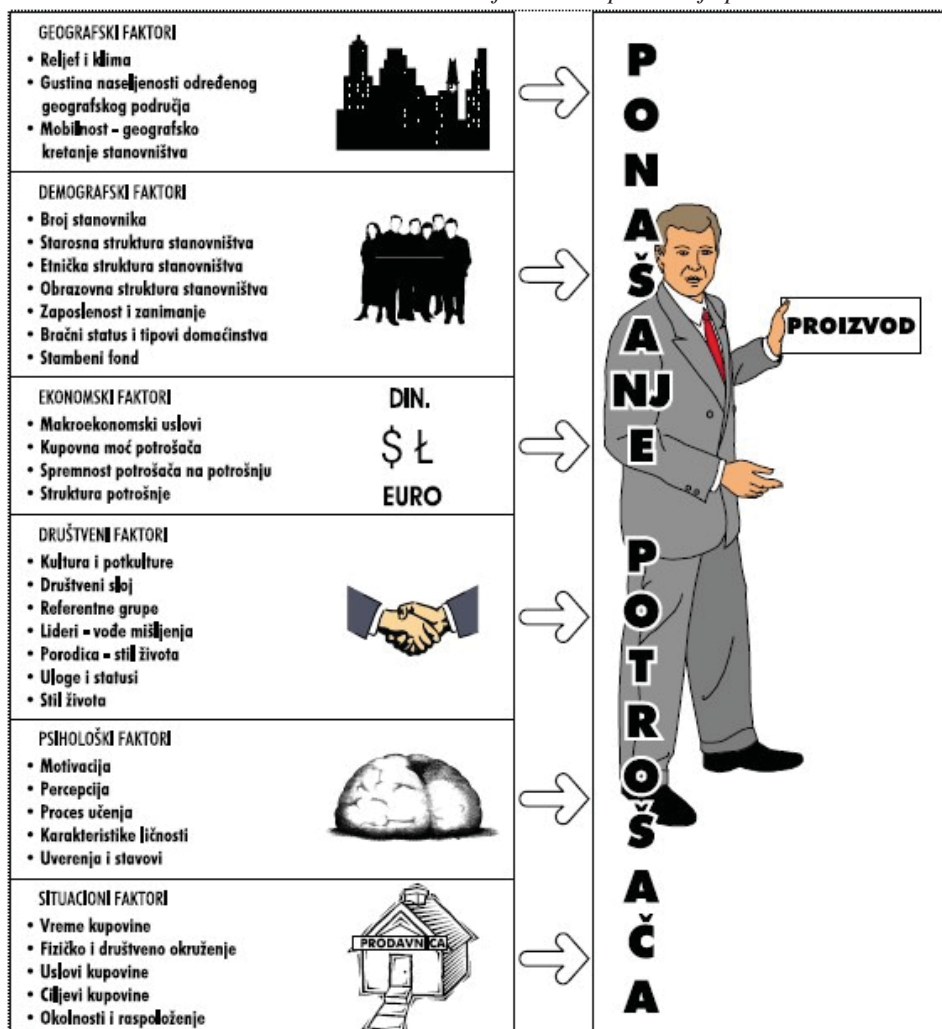 GEOGRAFSKI FAKTORI
• Reljef i klima
• Gustina naseljenosti određenog
geografskog područja
• Mobilnost – geografsko
kretanje stanovništva
DEMOGRAFSKI FAKTORI
• Broj stanovnika
• Starosna struktura stanovništva
• Etnička struktura stanovništva
• Obrazovna struktura stanovništva
• Zaposlenost i zanimanje
• Bračni status i tipovi domaćinstva
• Stambeni fond
EKONOMSKI FAKTORI
• Makroekonomski uslovi
• Kupovna moć potrošača
• Spremnost potrošača na potrošnju
• Struktura potrošnje
DIN.
$ Ł
EURO
DRUŠTVENI FAKTORI
• Kultura i potkulture
• Društveni sloj
• Referentne grupe
• Lideri – vođe mišljenja
• Porodica – stil života
• Uloge i statusi
• Stil života
PSIHOLOŠKI FAKTORI
• Motivacija
• Percepcija
• Proces učenja
• Karakteristike ličnosti
• Uverenja i stavovi
SITUACIONI FAKTORI
• Vreme kupovine
• Fizičko i društveno okruženje
• Uslovi kupovine
• Ciljevi kupovine
• Okolnosti i raspoloženje
PRODAVNICA
PONAŠANJE POTROŠAČA
PROIZVOD